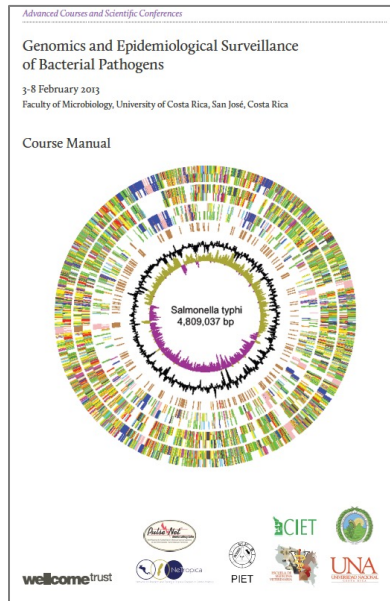 Advanced Courses and Scientific Conferences
Genomics and Epidemiological Surveillance
of Bacterial Pathogens
3-8 February 2013
Faculty of Microbiology, University of Costa Rica, San José, Costa Rica
Course Manual
Salmonella typhi
4,809,037 bp
PulseNet
CIET
NeTropica
PIET
UNA
wellcome trust